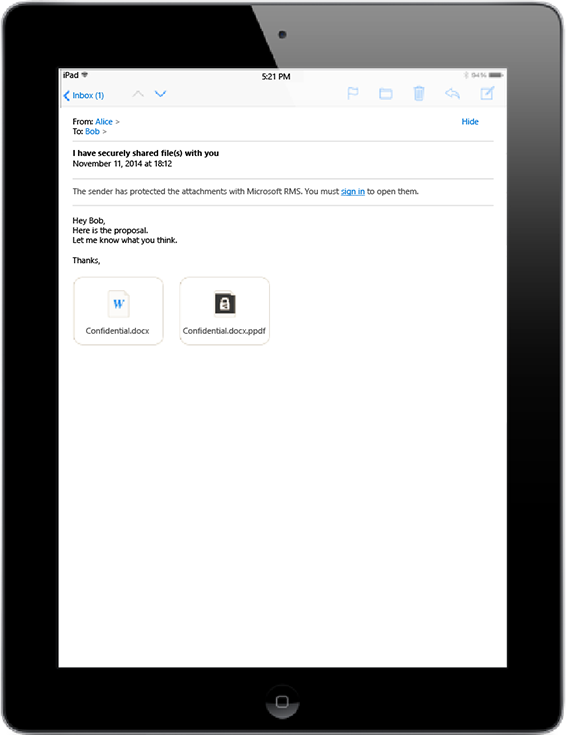 iPad 5:21 PM 94%
Inbox (1)
From: Alice >
Hide
To: Bob >
I have securely shared file(s) with you
November 11, 2014 at 18:12
The sender has protected the attachments with Microsoft RMS. You must sign in to open them.
Hey Bob,
Here is the proposal.
Let me know what you think.
Thanks,
W
Confidential.docx
Confidential.docx.ppdf